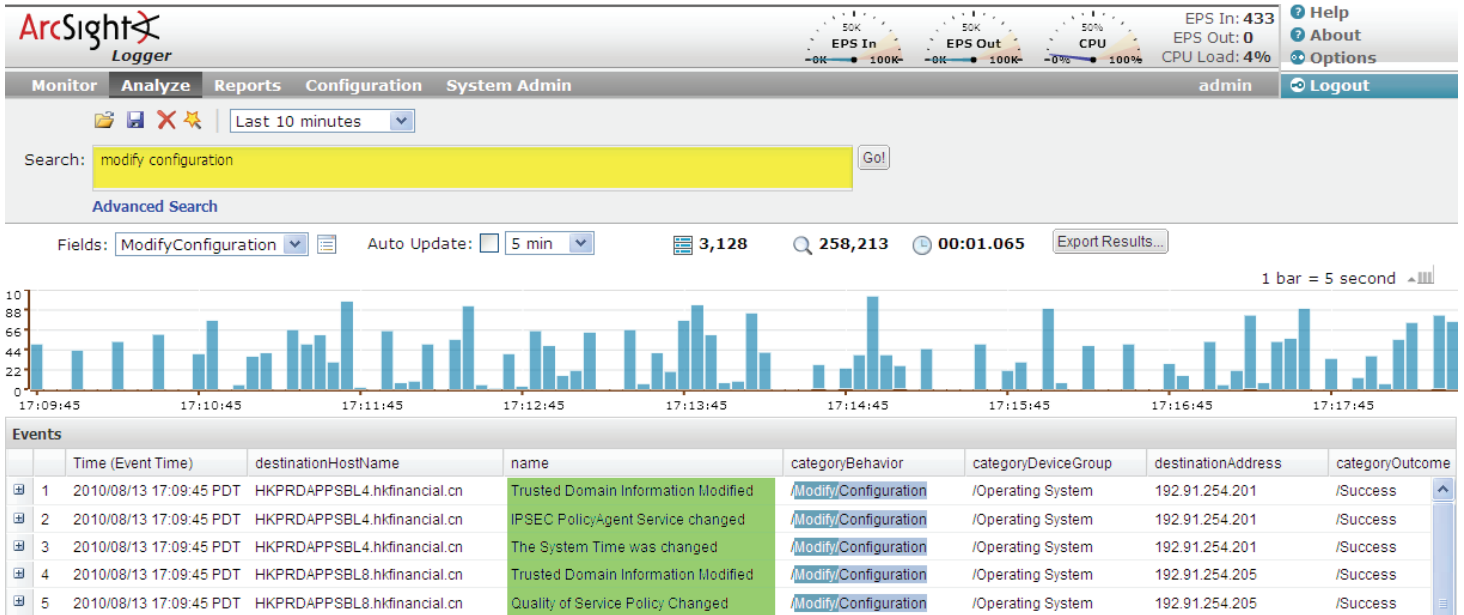 ArcSight
Logger
50K
EPS In
0K 100K
50K
EPS Out
0K 100K
50%
CPU
0% 100%
EPS In: 433
EPS Out: 0
CPU Load: 4%
Help
About
Options
Monitor Analyze Reports Configuration System Admin admin Logout
Last 10 minutes
Search: modify configuration Go!
Advanced Search
Fields: ModifyConfiguration Auto Update: 5 min 3,128 258,213 00:01.065 Export Results...
1 bar = 5 second
10
88
66
44
22
0
17:09:45 17:10:45 17:11:45 17:12:45 17:13:45 17:14:45 17:15:45 17:16:45 17:17:45
Events
Time (Event Time) destinationHostName name categoryBehavior categoryDeviceGroup destinationAddress categoryOutcome
1 2010/08/13 17:09:45 PDT HKPRDAPPSBL4.hkfinancial.cn Trusted Domain Information Modified /Modify/Configuration /Operating System 192.91.254.201 /Success
2 2010/08/13 17:09:45 PDT HKPRDAPPSBL4.hkfinancial.cn IPSEC PolicyAgent Service changed /Modify/Configuration /Operating System 192.91.254.201 /Success
3 2010/08/13 17:09:45 PDT HKPRDAPPSBL4.hkfinancial.cn The System Time was changed /Modify/Configuration /Operating System 192.91.254.201 /Success
4 2010/08/13 17:09:45 PDT HKPRDAPPSBL8.hkfinancial.cn Trusted Domain Information Modified /Modify/Configuration /Operating System 192.91.254.205 /Success
5 2010/08/13 17:09:45 PDT HKPRDAPPSBL8.hkfinancial.cn Quality of Service Policy Changed /Modify/Configuration /Operating System 192.91.254.205 /Success